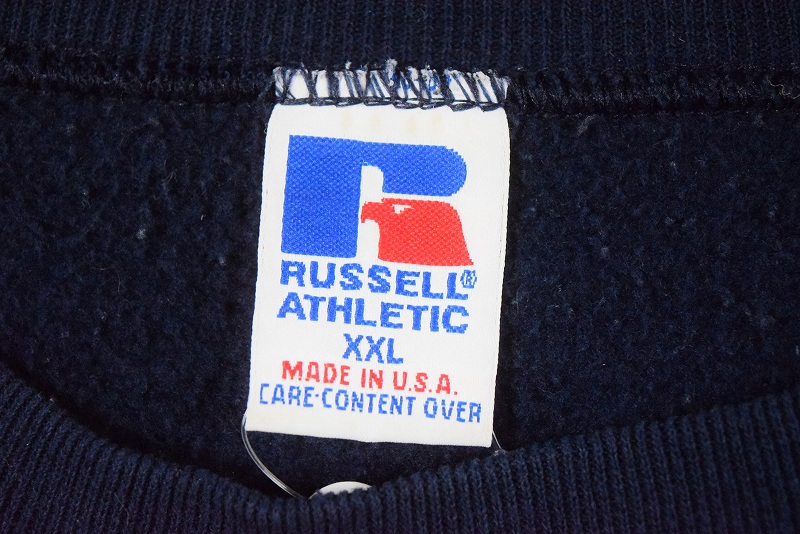 RUSSELL®
ATHLETIC
XXL
MADE IN U.S.A.
CARE-CONTENT OVER